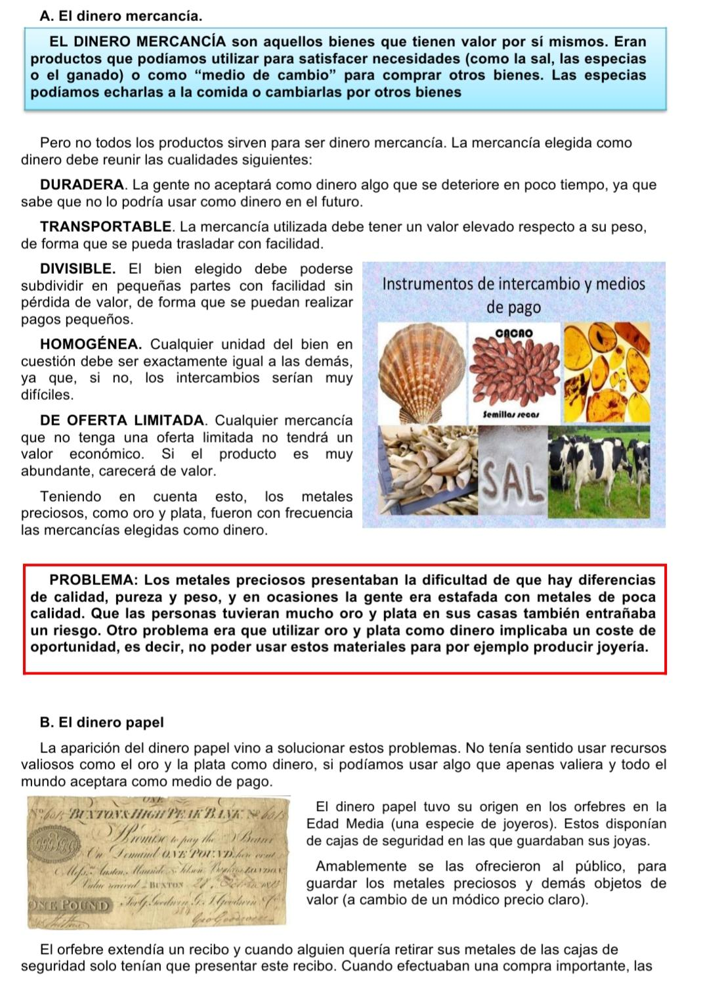 A. El dinero mercancía.
EL DINERO MERCANCÍA son aquellos bienes que tienen valor por sí mismos. Eran
productos que podíamos utilizar para satisfacer necesidades (como la sal, las especias
o el ganado) o como “medio de cambio” para comprar otros bienes. Las especias
podíamos echarlas a la comida o cambiarlas por otros bienes
Pero no todos los productos sirven para ser dinero mercancía. La mercancía elegida como
dinero debe reunir las cualidades siguientes:
DURADERA. La gente no aceptará como dinero algo que se deteriore en poco tiempo, ya que
sabe que no lo podría usar como dinero en el futuro.
TRANSPORTABLE. La mercancía utilizada debe tener un valor elevado respecto a su peso,
de forma que se pueda trasladar con facilidad.
DIVISIBLE. El bien elegido debe poderse
subdividir en pequeñas partes con facilidad sin
pérdida de valor, de forma que se puedan realizar
pagos pequeños.
HOMOGÉNEA. Cualquier unidad del bien en
cuestión debe ser exactamente igual a las demás,
ya que, si no, los intercambios serían muy
difíciles.
DE OFERTA LIMITADA. Cualquier mercancía
que no tenga una oferta limitada no tendrá un
valor económico. Si el producto es muy
abundante, carecerá de valor.
Teniendo en cuenta esto, los metales
preciosos, como oro y plata, fueron con frecuencia
las mercancías elegidas como dinero.
Instrumentos de intercambio y medios
de pago
CACAO
Semillas secas
SAL
PROBLEMA: Los metales preciosos presentaban la dificultad de que hay diferencias
de calidad, pureza y peso, y en ocasiones la gente era estafada con metales de poca
calidad. Que las personas tuvieran mucho oro y plata en sus casas también entrañaba
un riesgo. Otro problema era que utilizar oro y plata como dinero implicaba un coste de
oportunidad, es decir, no poder usar estos materiales para por ejemplo producir joyería.
B. El dinero papel
La aparición del dinero papel vino a solucionar estos problemas. No tenía sentido usar recursos
valiosos como el oro y la plata como dinero, si podíamos usar algo que apenas valiera y todo el
mundo aceptara como medio de pago.
BUXTON & HIGH PEAK BANK
Promise to pay the Bearer
On Demand ONE POUND here or at
Value received BUXTON
ONE POUND
El dinero papel tuvo su origen en los orfebres en la
Edad Media (una especie de joyeros). Estos disponían
de cajas de seguridad en las que guardaban sus joyas.
Amablemente se las ofrecieron al público, para
guardar los metales preciosos y demás objetos de
valor (a cambio de un módico precio claro).
El orfebre extendía un recibo y cuando alguien quería retirar sus metales de las cajas de
seguridad solo tenían que presentar este recibo. Cuando efectuaban una compra importante, las